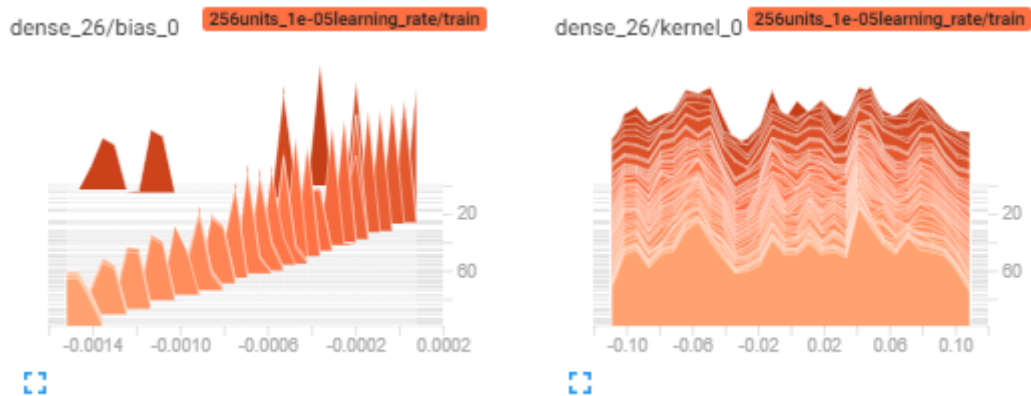 dense_26/bias_0
256units_1e-05learning_rate/train
20
60
-0.0014 -0.0010 -0.0006 -0.0002 0.0002
dense_26/kernel_0
256units_1e-05learning_rate/train
20
60
-0.10 -0.06 -0.02 0.02 0.06 0.10